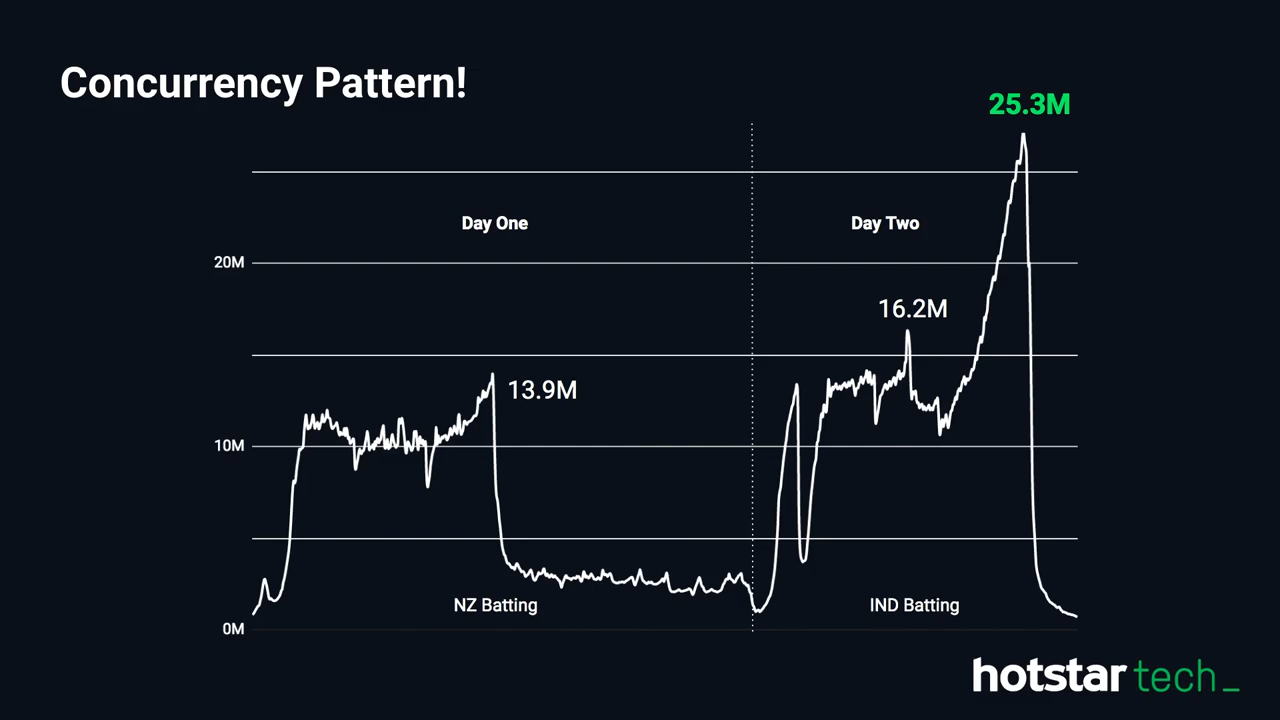 Concurrency Pattern!
25.3M
Day One
Day Two
20M
16.2M
13.9M
10M
NZ Batting
IND Batting
0M
hotstar tech_